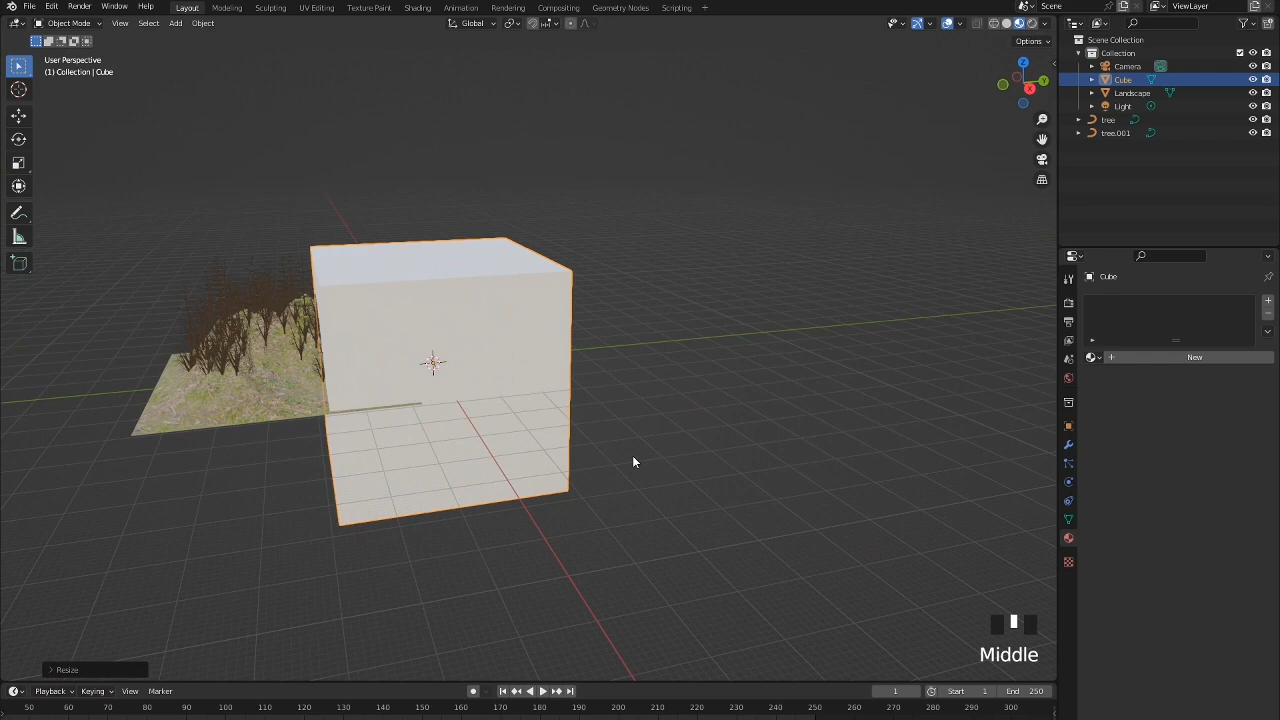 File Edit Render Window Help Layout Modeling Sculpting UV Editing Texture Paint Shading Animation Rendering Compositing Geometry Nodes Scripting + Scene ViewLayer
Object Mode View Select Add Object Global
Options
User Perspective
(1) Collection | Cube
Z
Y
X
Scene Collection
Collection
Camera
Cube
Landscape
Light
tree
tree.001
Cube
New
Middle
Resize
Playback Keying View Marker 1 Start 1 End 250
50 60 70 80 90 100 110 120 130 140 150 160 170 180 190 200 210 220 230 240 250 260 270 280 290 300